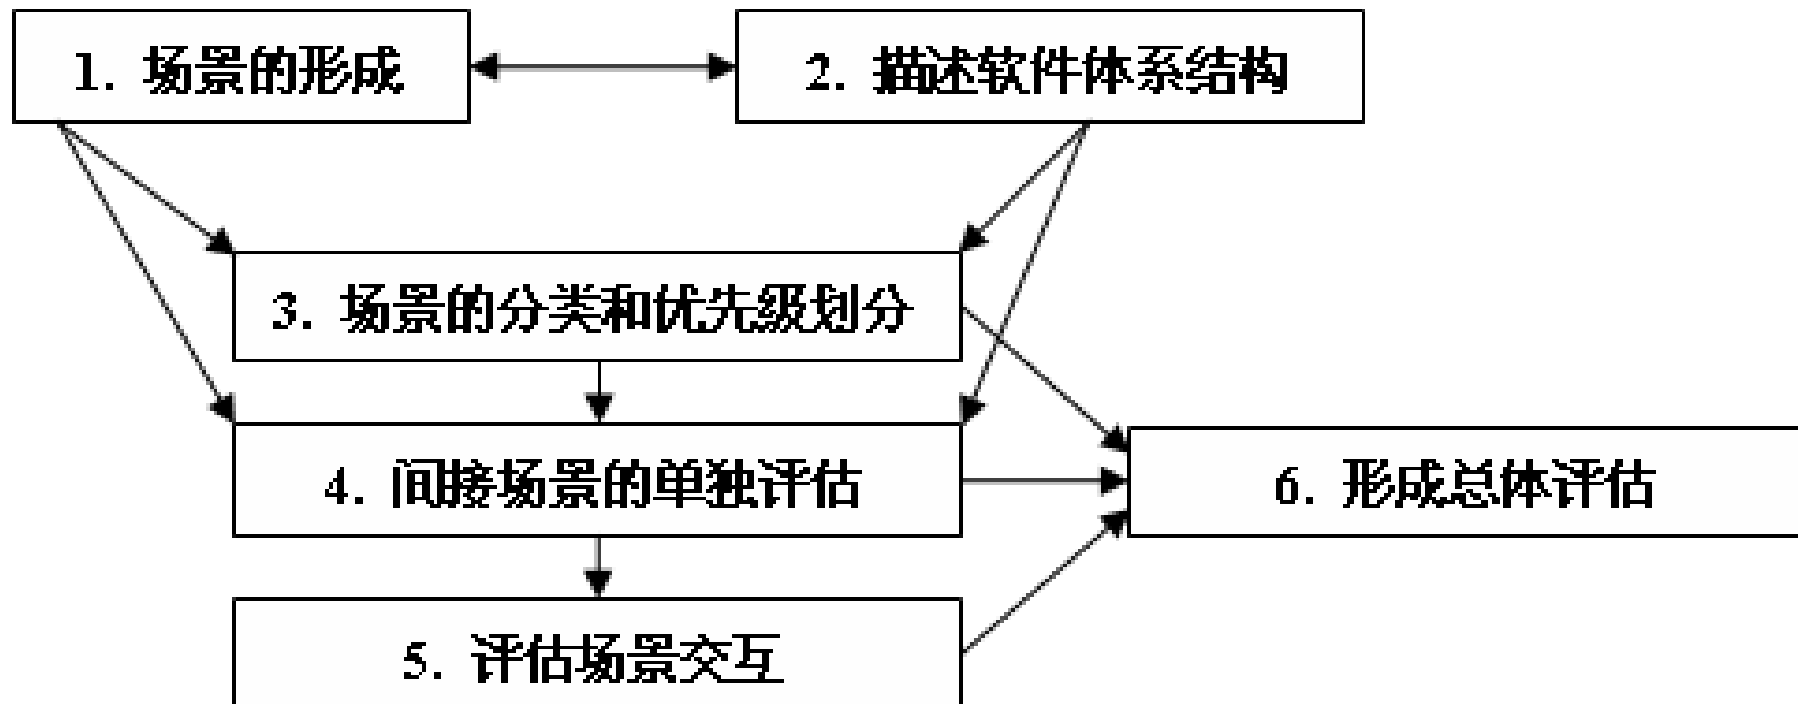 1. 场景的形成
2. 描述软件体系结构
3. 场景的分类和优先级划分
4. 间接场景的单独评估
6. 形成总体评估
5. 评估场景交互